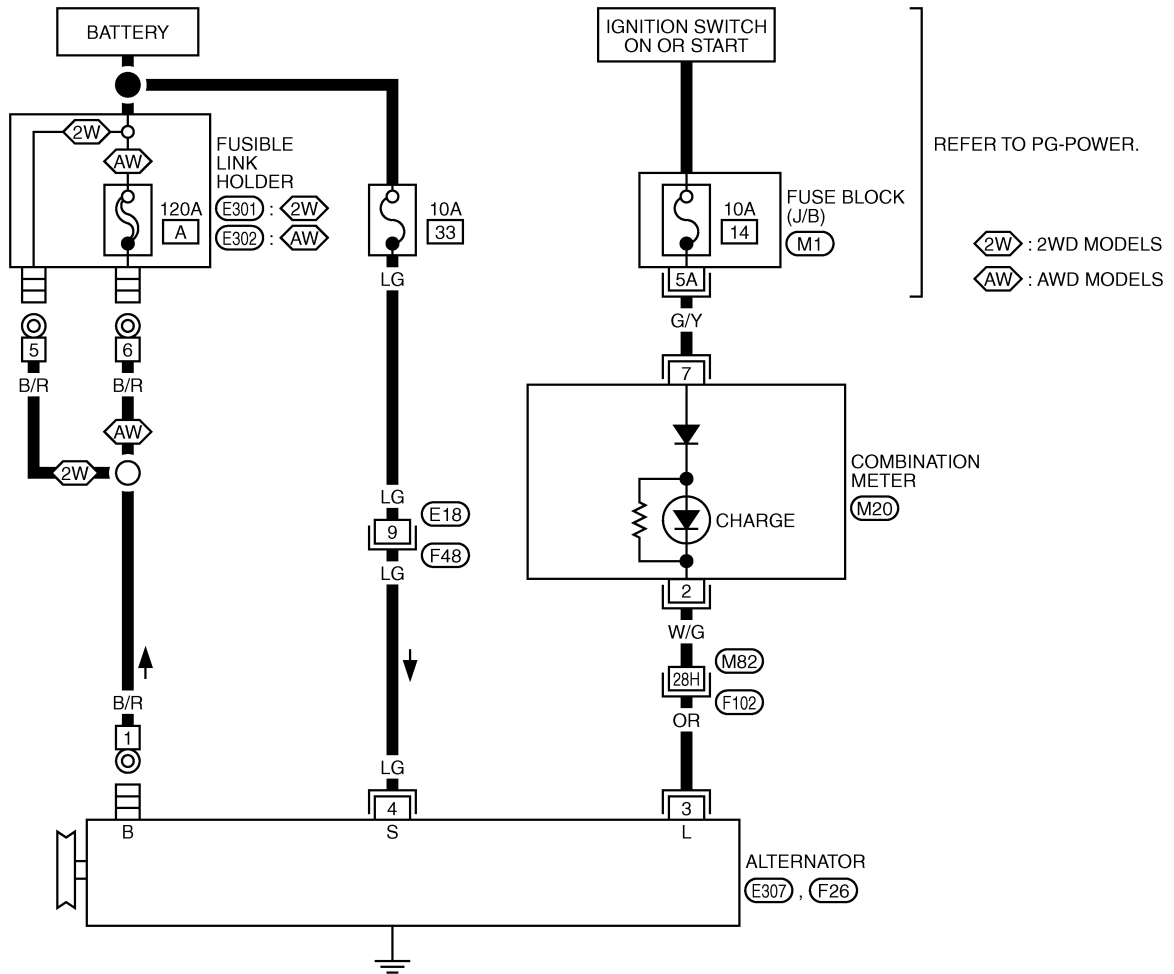 BATTERY
IGNITION SWITCH
ON OR START
2W
AW
FUSIBLE
LINK
HOLDER
E301 : 2W
E302 : AW
120A
A
10A
33
10A
14
FUSE BLOCK
(J/B)
M1
REFER TO PG-POWER.
2W : 2WD MODELS
AW : AWD MODELS
LG
5A
G/Y
5
6
B/R
B/R
7
AW
2W
COMBINATION
METER
M20
CHARGE
LG
9
E18
F48
LG
2
W/G
28H
M82
F102
OR
B/R
1
LG
4
3
B
S
L
ALTERNATOR
E307 , F26